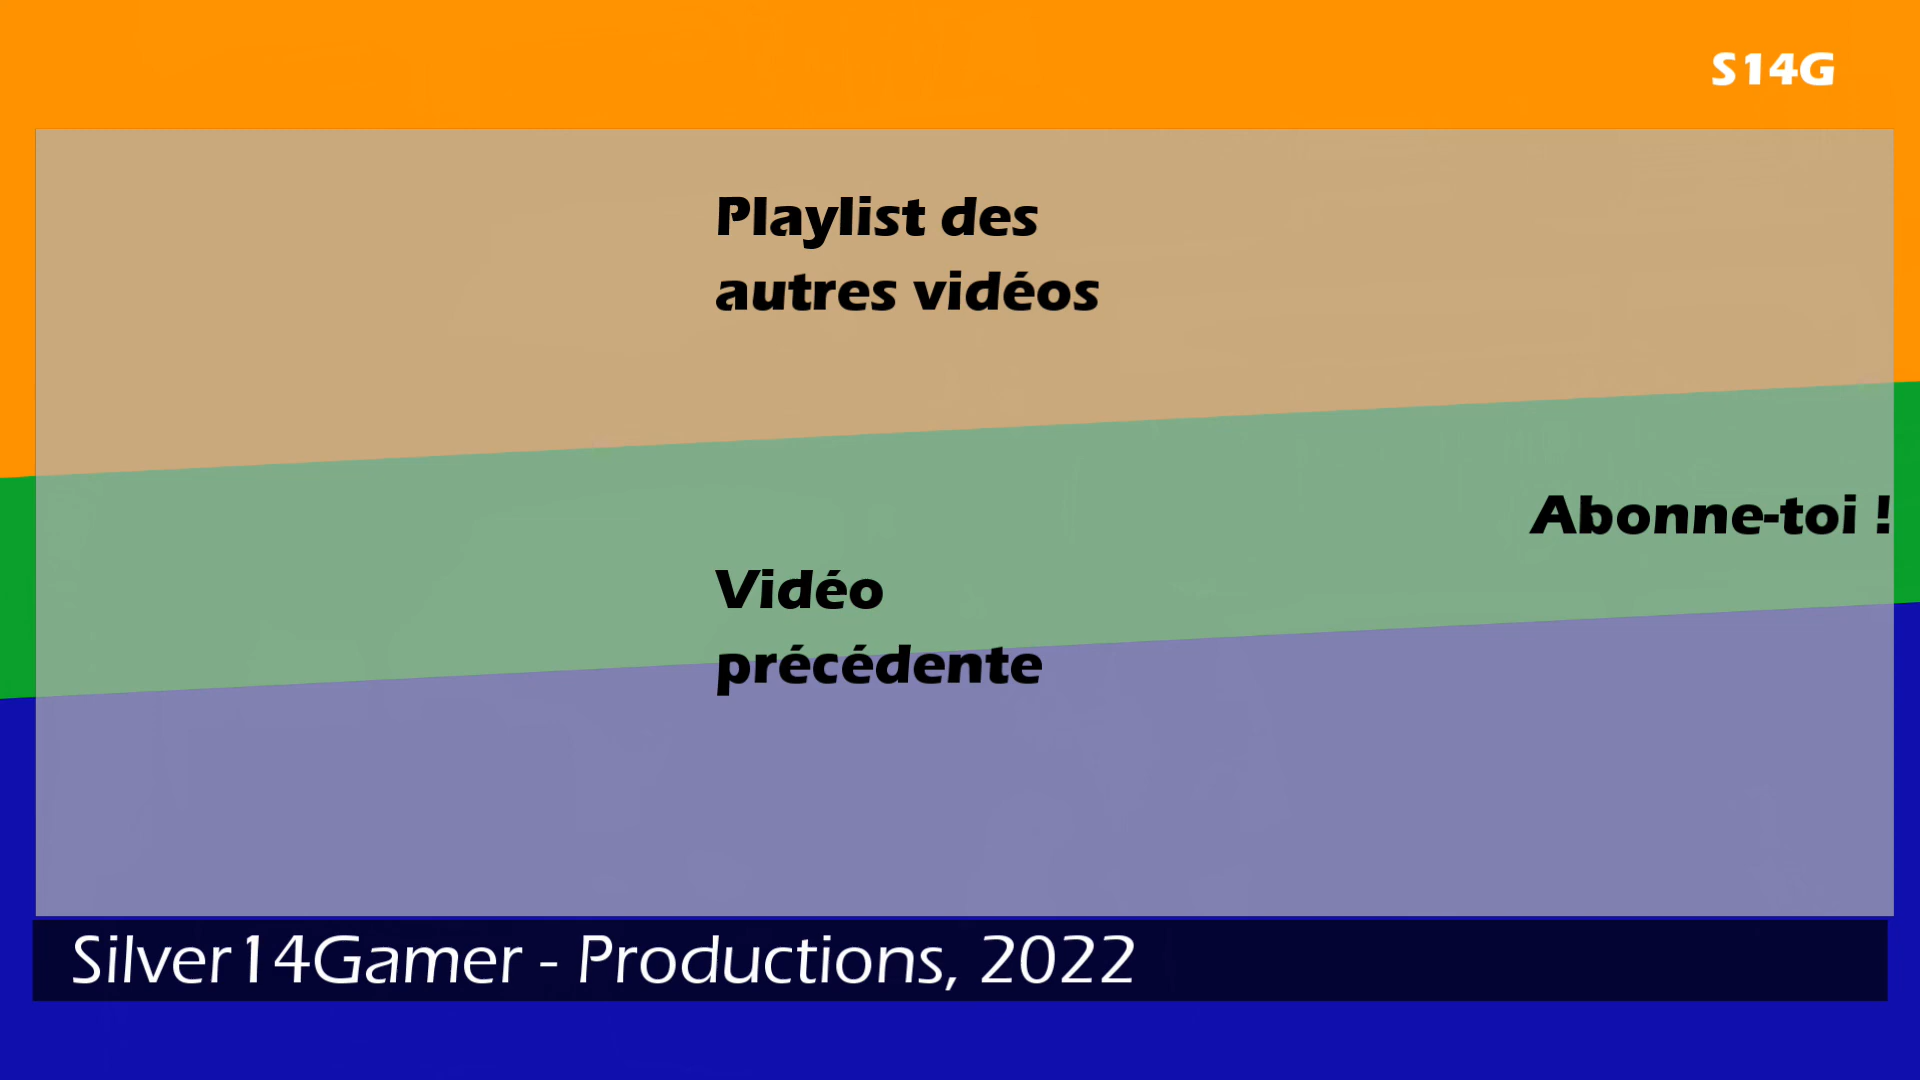 S14G
Playlist des
autres vidéos
Abonne-toi !
Vidéo
précédente
Silver14Gamer - Productions, 2022